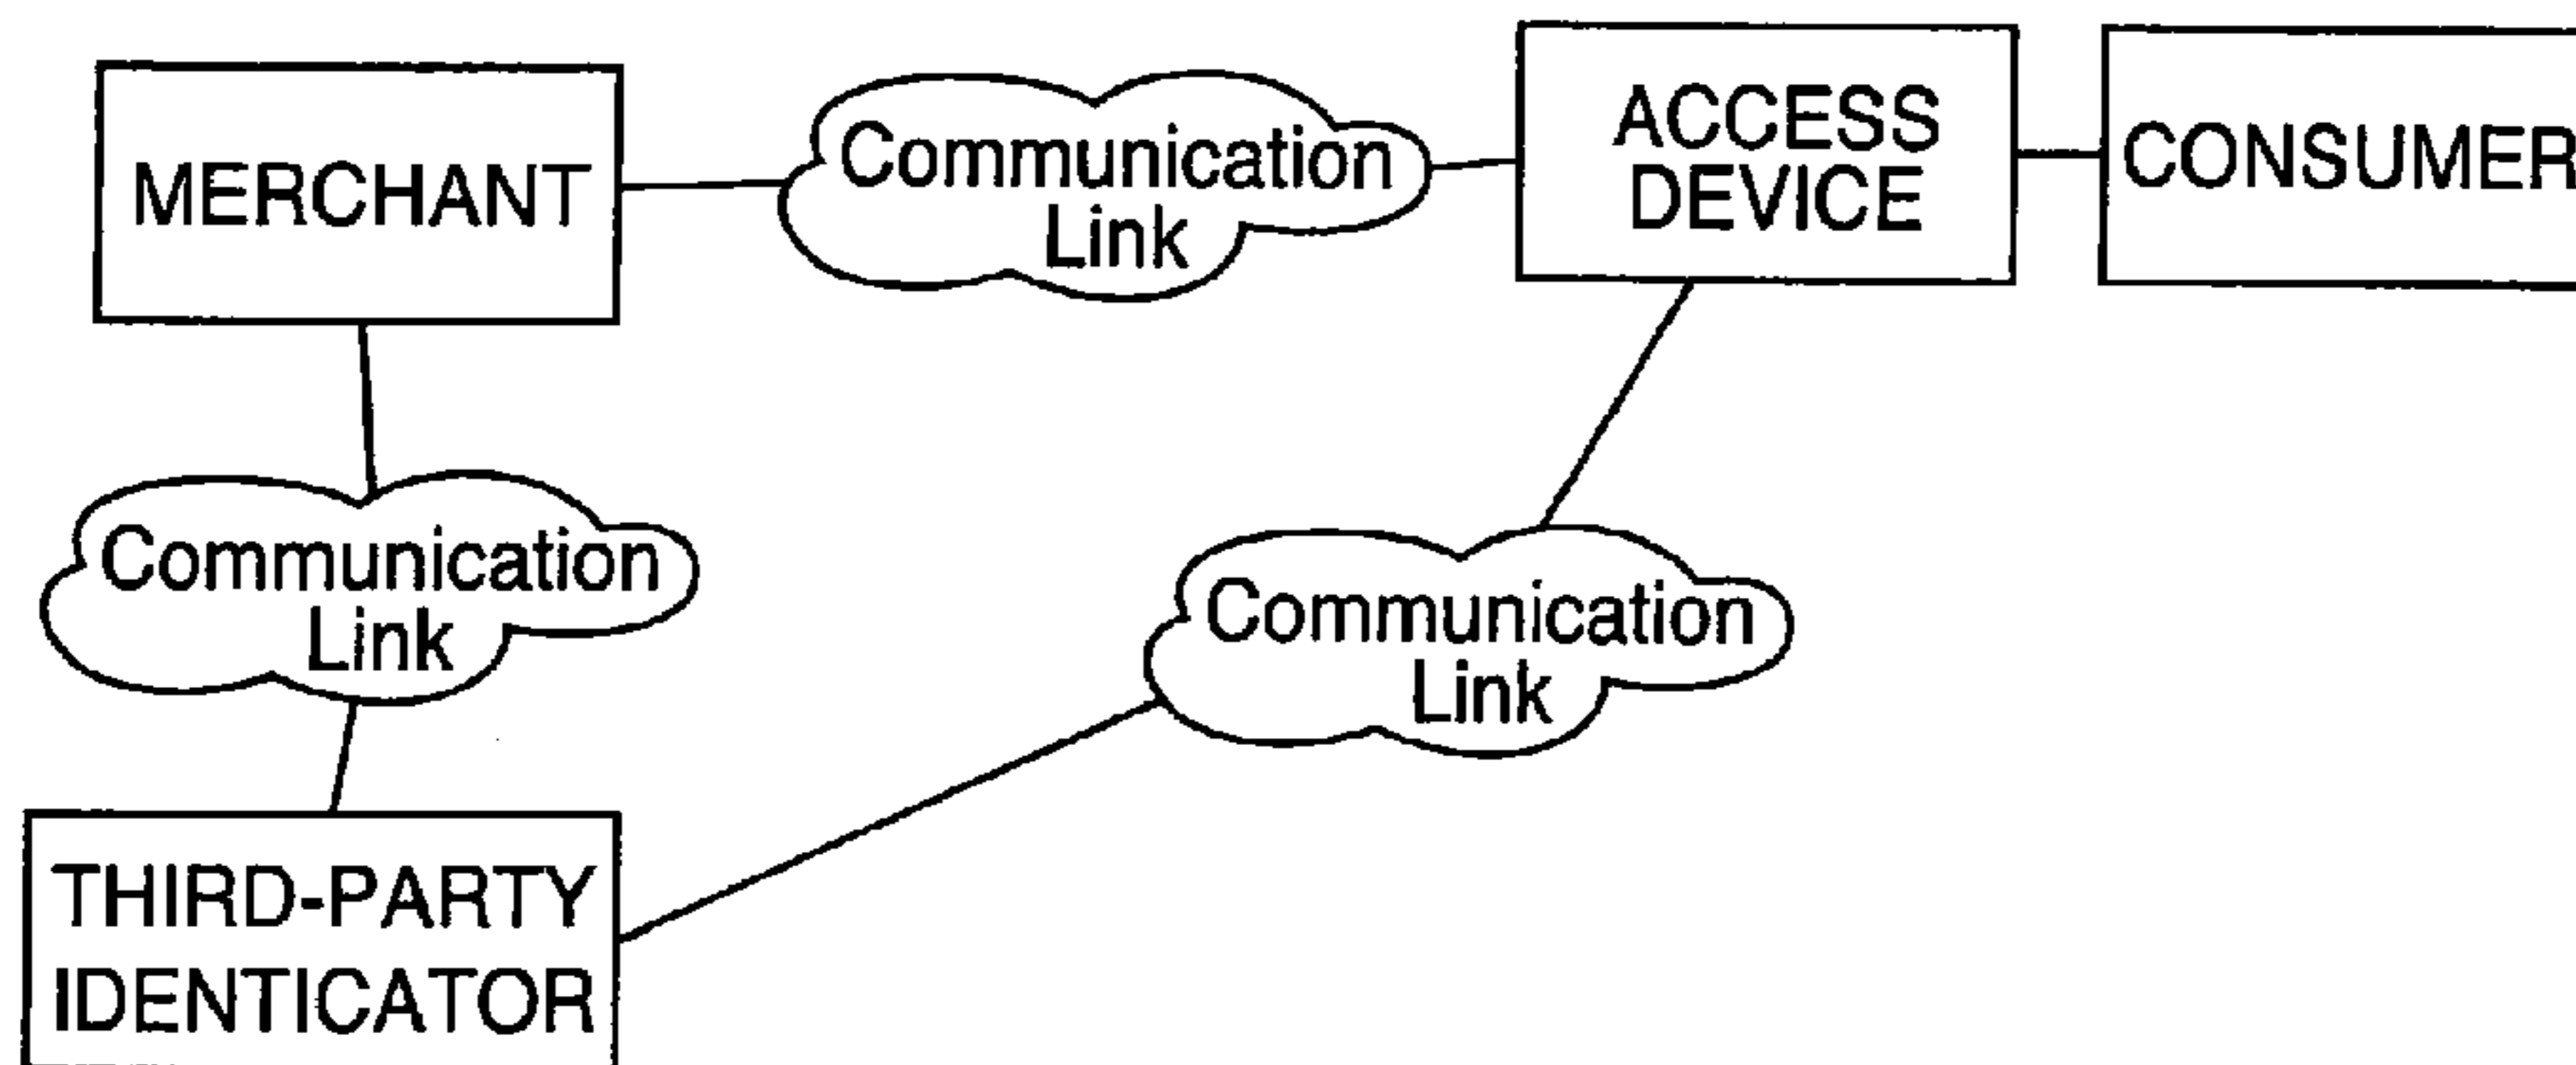 MERCHANT
Communication
Link
ACCESS
DEVICE
CONSUMER
Communication
Link
Communication
Link
THIRD-PARTY
IDENTICATOR